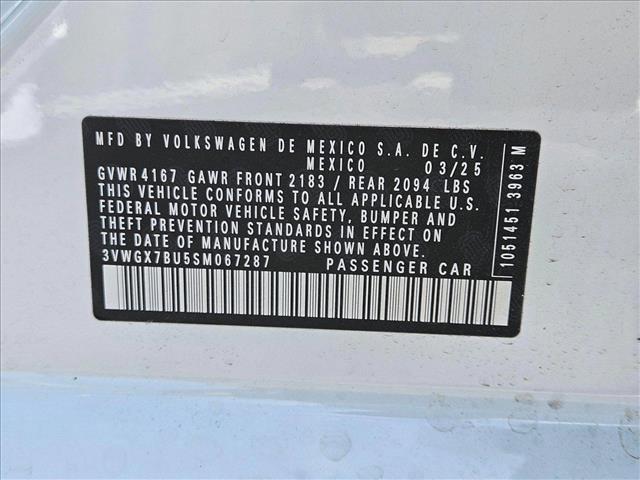 MFD BY VOLKSWAGEN DE MEXICO S.A. DE C.V.
MEXICO 03/25
GVWR 4167 GAWR FRONT 2183 / REAR 2094 LBS
THIS VEHICLE CONFORMS TO ALL APPLICABLE U.S.
FEDERAL MOTOR VEHICLE SAFETY, BUMPER AND
THEFT PREVENTION STANDARDS IN EFFECT ON
THE DATE OF MANUFACTURE SHOWN ABOVE.
3VWGX7BU5SM067287 PASSENGER CAR
1051451 3963 M